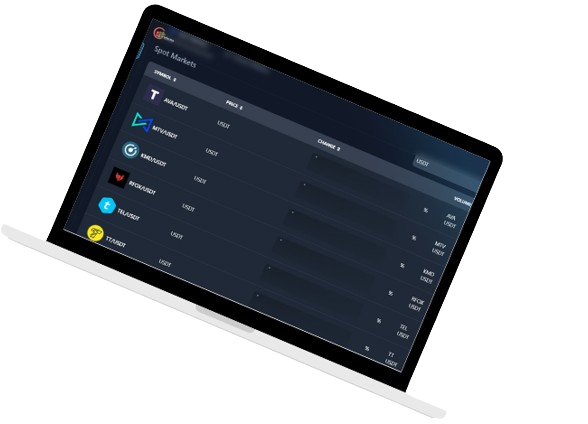 Spot Markets
USDT
SYMBOL PRICE CHANGE VOLUME
AVA/USDT USDT % AVA USDT
MTV/USDT USDT % MTV USDT
KMD/USDT USDT % KMD USDT
RFOX/USDT USDT % RFOX USDT
TEL/USDT USDT % TEL USDT
TT/USDT USDT % TT USDT